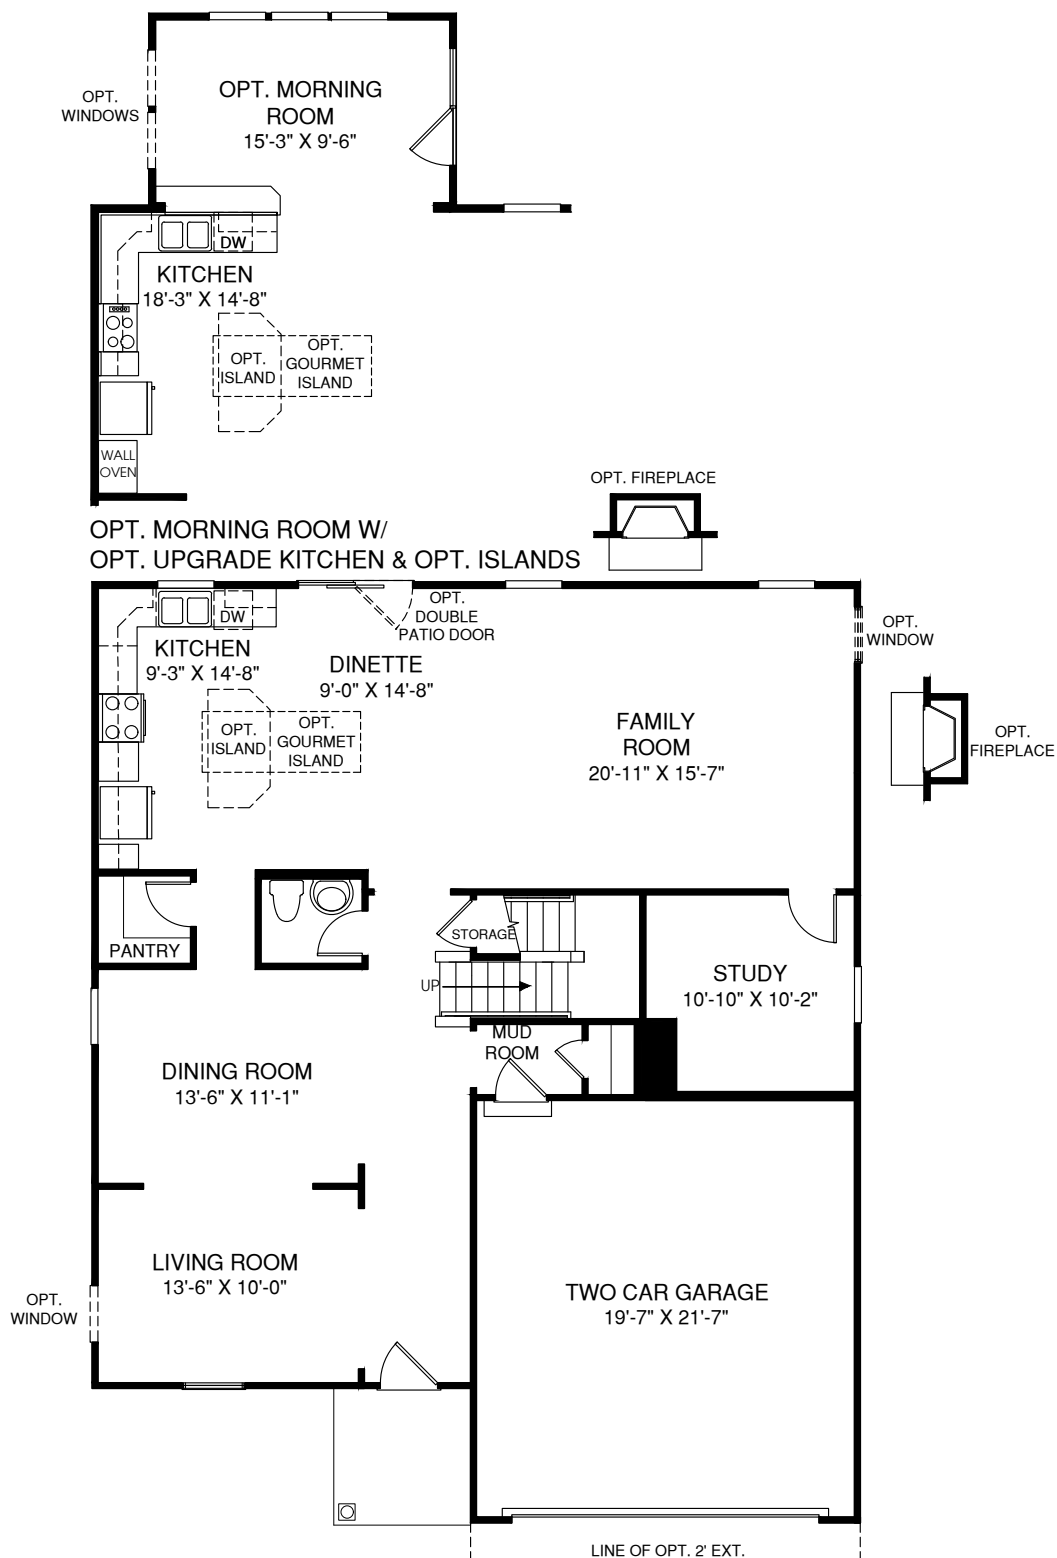 OPT. MORNING
ROOM
15'-3" X 9'-6"
OPT.
WINDOWS
DW
KITCHEN
18'-3" X 14'-8"
OPT.
ISLAND
OPT.
GOURMET
ISLAND
WALL
OVEN
OPT. FIREPLACE
OPT. MORNING ROOM W/
OPT. UPGRADE KITCHEN & OPT. ISLANDS
DW
OPT.
DOUBLE
PATIO DOOR
KITCHEN
9'-3" X 14'-8"
DINETTE
9'-0" X 14'-8"
OPT.
WINDOW
OPT.
ISLAND
OPT.
GOURMET
ISLAND
FAMILY
ROOM
20'-11" X 15'-7"
OPT.
FIREPLACE
PANTRY
STORAGE
UP
STUDY
10'-10" X 10'-2"
MUD
ROOM
DINING ROOM
13'-6" X 11'-1"
LIVING ROOM
13'-6" X 10'-0"
OPT.
WINDOW
TWO CAR GARAGE
19'-7" X 21'-7"
LINE OF OPT. 2' EXT.